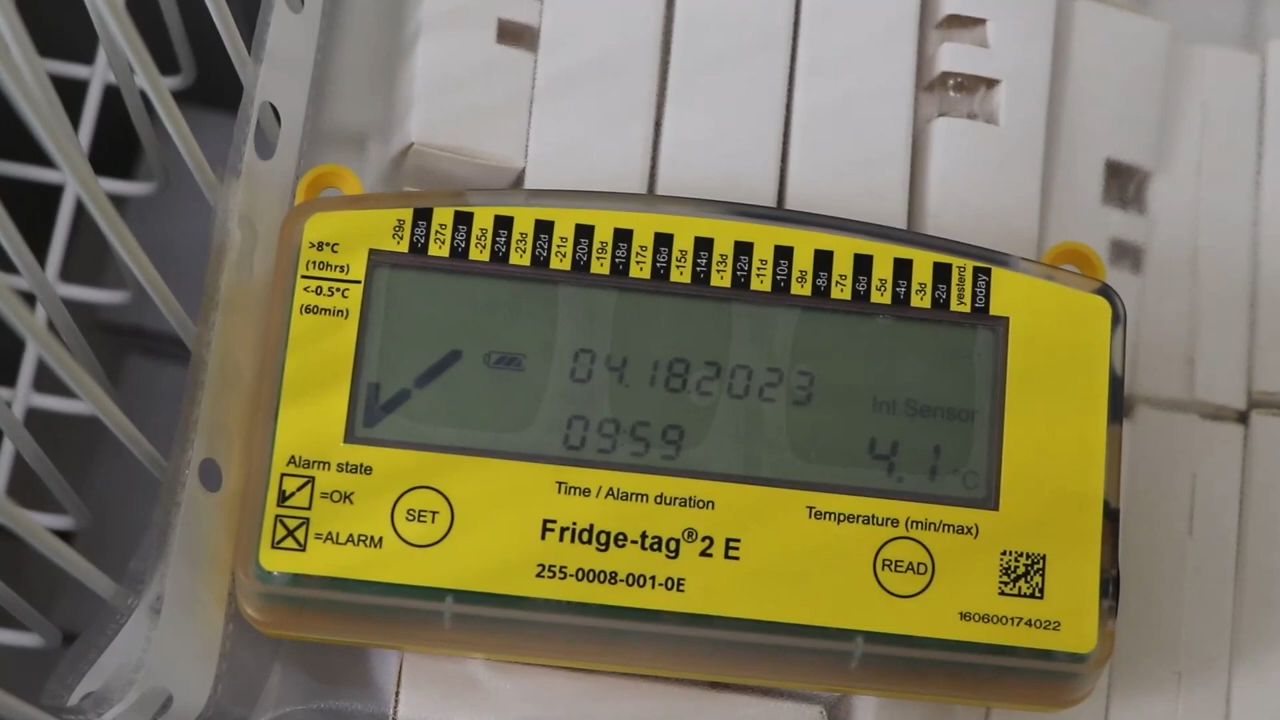 >8°C
(10hrs)
<-0.5°C
(60min)
-29d -28d -27d -26d -25d -24d -23d -22d -21d -20d -19d -18d -17d -16d -15d -14d -13d -12d -11d -10d -9d -8d -7d -6d -5d -4d -3d -2d yesterd. today
04.18.2023
Int.Sensor
09:59
4.1 °C
Alarm state
=OK
=ALARM
SET
Time / Alarm duration
Fridge-tag®2 E
255-0008-001-0E
Temperature (min/max)
READ
160600174022